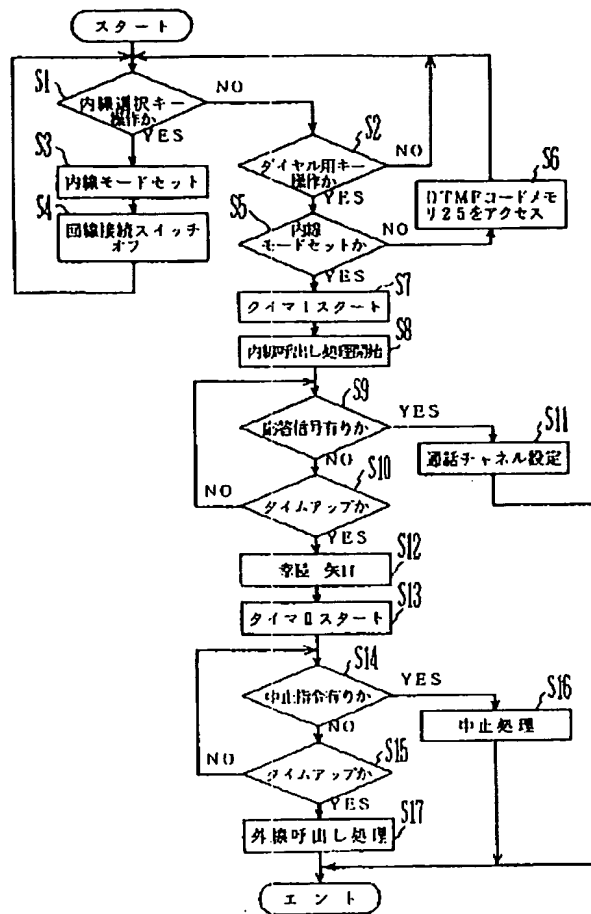 スタート
S1
内線選択キー
操作か
NO
YES
S2
ダイヤル用キー
操作か
NO
YES
S3
内線モードセット
S4
回線接続スイッチ
オフ
S5
内線
モードセットか
NO
YES
S6
DTMFコードメモ
リ25をアクセス
S7
タイマIスタート
S8
内線呼出し処理開始
S9
応答信号有りか
YES
NO
S10
タイムアップか
NO
YES
S11
通話チャネル設定
S12
S13
タイマⅡスタート
S14
中止指令有りか
YES
NO
S15
タイムアップか
NO
YES
S16
中止処理
S17
外線呼出し処理
エント